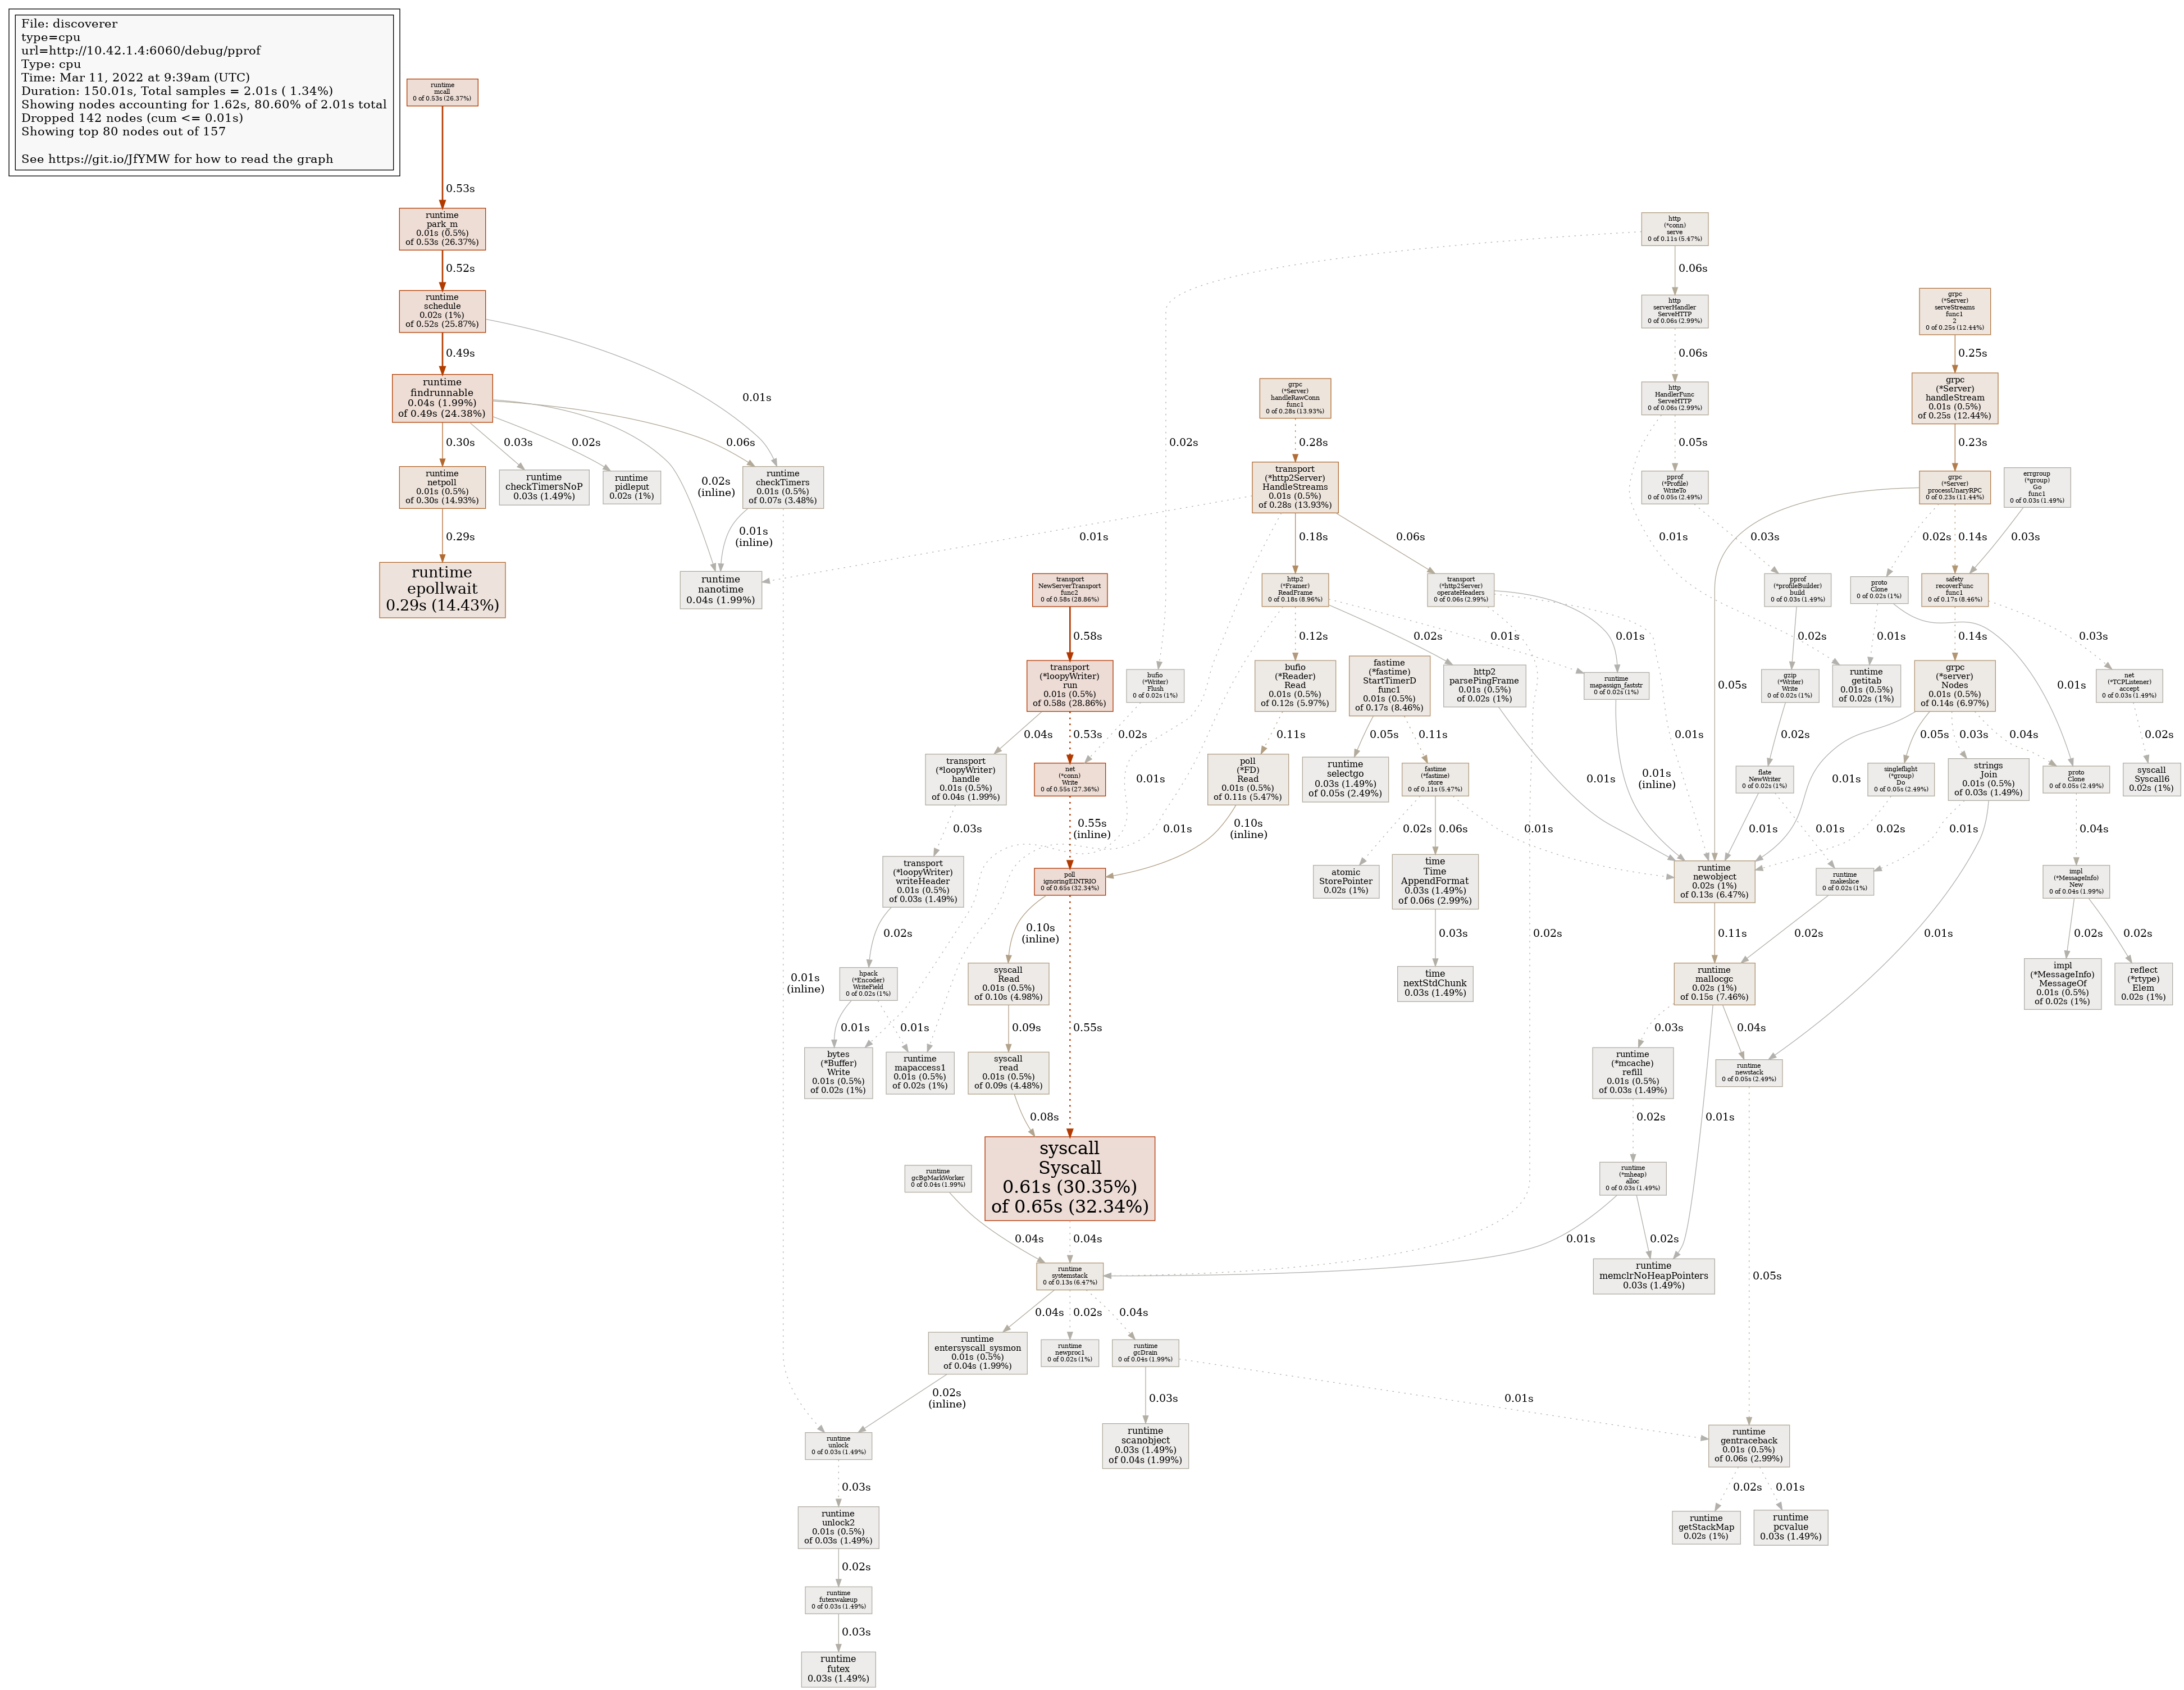 File: discoverer
type=cpu
url=http://10.42.1.4:6060/debug/pprof
Type: cpu
Time: Mar 11, 2022 at 9:39am (UTC)
Duration: 150.01s, Total samples = 2.01s ( 1.34%)
Showing nodes accounting for 1.62s, 80.60% of 2.01s total
Dropped 142 nodes (cum <= 0.01s)
Showing top 80 nodes out of 157
See https://git.io/JfYMW for how to read the graph
runtime
mcall
0 of 0.53s (26.37%)
0.53s
runtime
park_m
0.01s (0.5%)
of 0.53s (26.37%)
0.52s
runtime
schedule
0.02s (1%)
of 0.52s (25.87%)
0.49s
0.01s
runtime
findrunnable
0.04s (1.99%)
of 0.49s (24.38%)
0.30s
0.03s
0.02s
0.06s
0.02s
(inline)
runtime
netpoll
0.01s (0.5%)
of 0.30s (14.93%)
runtime
checkTimersNoP
0.03s (1.49%)
runtime
pidleput
0.02s (1%)
runtime
checkTimers
0.01s (0.5%)
of 0.07s (3.48%)
0.29s
0.01s
(inline)
runtime
epollwait
0.29s (14.43%)
runtime
nanotime
0.04s (1.99%)
http
(*conn)
serve
0 of 0.11s (5.47%)
0.06s
0.02s
http
serverHandler
ServeHTTP
0 of 0.06s (2.99%)
0.06s
http
HandlerFunc
ServeHTTP
0 of 0.06s (2.99%)
0.05s
0.01s
pprof
(*Profile)
WriteTo
0 of 0.05s (2.49%)
0.03s
pprof
(*profileBuilder)
build
0 of 0.03s (1.49%)
0.02s
gzip
(*Writer)
Write
0 of 0.02s (1%)
0.02s
flate
NewWriter
0 of 0.02s (1%)
0.01s
0.01s
grpc
(*Server)
serveStreams
func1
2
0 of 0.25s (12.44%)
0.25s
grpc
(*Server)
handleStream
0.01s (0.5%)
of 0.25s (12.44%)
0.23s
grpc
(*Server)
processUnaryRPC
0 of 0.23s (11.44%)
0.02s
0.14s
0.05s
errgroup
(*group)
Go
func1
0 of 0.03s (1.49%)
0.03s
proto
Clone
0 of 0.02s (1%)
0.01s
0.01s
safety
recoverFunc
func1
0 of 0.17s (8.46%)
0.14s
0.03s
runtime
getitab
0.01s (0.5%)
of 0.02s (1%)
grpc
(*server)
Nodes
0.01s (0.5%)
of 0.14s (6.97%)
0.01s
0.05s
0.03s
0.04s
net
(*TCPListener)
accept
0 of 0.03s (1.49%)
0.02s
syscall
Syscall6
0.02s (1%)
singleflight
(*group)
Do
0 of 0.05s (2.49%)
0.02s
strings
Join
0.01s (0.5%)
of 0.03s (1.49%)
0.01s
0.01s
proto
Clone
0 of 0.05s (2.49%)
0.04s
impl
(*MessageInfo)
New
0 of 0.04s (1.99%)
0.02s
0.02s
impl
(*MessageInfo)
MessageOf
0.01s (0.5%)
of 0.02s (1%)
reflect
(*rtype)
Elem
0.02s (1%)
grpc
(*Server)
handleRawConn
func1
0 of 0.28s (13.93%)
0.28s
transport
(*http2Server)
HandleStreams
0.01s (0.5%)
of 0.28s (13.93%)
0.01s
0.18s
0.06s
0.01s
http2
(*Framer)
ReadFrame
0 of 0.18s (8.96%)
0.12s
0.02s
0.01s
0.01s
transport
(*http2Server)
operateHeaders
0 of 0.06s (2.99%)
0.01s
0.01s
0.02s
transport
NewServerTransport
func2
0 of 0.58s (28.86%)
0.58s
transport
(*loopyWriter)
run
0.01s (0.5%)
of 0.58s (28.86%)
0.04s
0.53s
bufio
(*Writer)
Flush
0 of 0.02s (1%)
0.02s
bufio
(*Reader)
Read
0.01s (0.5%)
of 0.12s (5.97%)
0.11s
fastime
(*fastime)
StartTimerD
func1
0.01s (0.5%)
of 0.17s (8.46%)
0.05s
0.11s
http2
parsePingFrame
0.01s (0.5%)
of 0.02s (1%)
0.01s
runtime
mapassign_faststr
0 of 0.02s (1%)
0.01s
(inline)
transport
(*loopyWriter)
handle
0.01s (0.5%)
of 0.04s (1.99%)
0.03s
net
(*conn)
Write
0 of 0.55s (27.36%)
0.55s
(inline)
poll
(*FD)
Read
0.01s (0.5%)
of 0.11s (5.47%)
0.10s
(inline)
runtime
selectgo
0.03s (1.49%)
of 0.05s (2.49%)
fastime
(*fastime)
store
0 of 0.11s (5.47%)
0.02s
0.06s
0.01s
transport
(*loopyWriter)
writeHeader
0.01s (0.5%)
of 0.03s (1.49%)
0.02s
poll
ignoringEINTRIO
0 of 0.65s (32.34%)
0.10s
(inline)
0.55s
atomic
StorePointer
0.02s (1%)
time
Time
AppendFormat
0.03s (1.49%)
of 0.06s (2.99%)
0.03s
time
nextStdChunk
0.03s (1.49%)
runtime
newobject
0.02s (1%)
of 0.13s (6.47%)
0.11s
runtime
makeslice
0 of 0.02s (1%)
0.02s
hpack
(*Encoder)
WriteField
0 of 0.02s (1%)
0.01s
0.01s
syscall
Read
0.01s (0.5%)
of 0.10s (4.98%)
0.09s
runtime
mallocgc
0.02s (1%)
of 0.15s (7.46%)
0.03s
0.01s
0.04s
0.01s
(inline)
bytes
(*Buffer)
Write
0.01s (0.5%)
of 0.02s (1%)
runtime
mapaccess1
0.01s (0.5%)
of 0.02s (1%)
syscall
read
0.01s (0.5%)
of 0.09s (4.48%)
0.08s
runtime
(*mcache)
refill
0.01s (0.5%)
of 0.03s (1.49%)
0.02s
runtime
newstack
0 of 0.05s (2.49%)
0.05s
runtime
gcBgMarkWorker
0 of 0.04s (1.99%)
0.04s
syscall
Syscall
0.61s (30.35%)
of 0.65s (32.34%)
0.04s
runtime
(*mheap)
alloc
0 of 0.03s (1.49%)
0.01s
0.02s
runtime
systemstack
0 of 0.13s (6.47%)
0.04s
0.02s
0.04s
runtime
memclrNoHeapPointers
0.03s (1.49%)
runtime
entersyscall_sysmon
0.01s (0.5%)
of 0.04s (1.99%)
0.02s
(inline)
runtime
newproc1
0 of 0.02s (1%)
runtime
gcDrain
0 of 0.04s (1.99%)
0.03s
0.01s
runtime
unlock
0 of 0.03s (1.49%)
0.03s
runtime
scanobject
0.03s (1.49%)
of 0.04s (1.99%)
runtime
gentraceback
0.01s (0.5%)
of 0.06s (2.99%)
0.02s
0.01s
runtime
unlock2
0.01s (0.5%)
of 0.03s (1.49%)
0.02s
runtime
getStackMap
0.02s (1%)
runtime
pcvalue
0.03s (1.49%)
runtime
futexwakeup
0 of 0.03s (1.49%)
0.03s
runtime
futex
0.03s (1.49%)